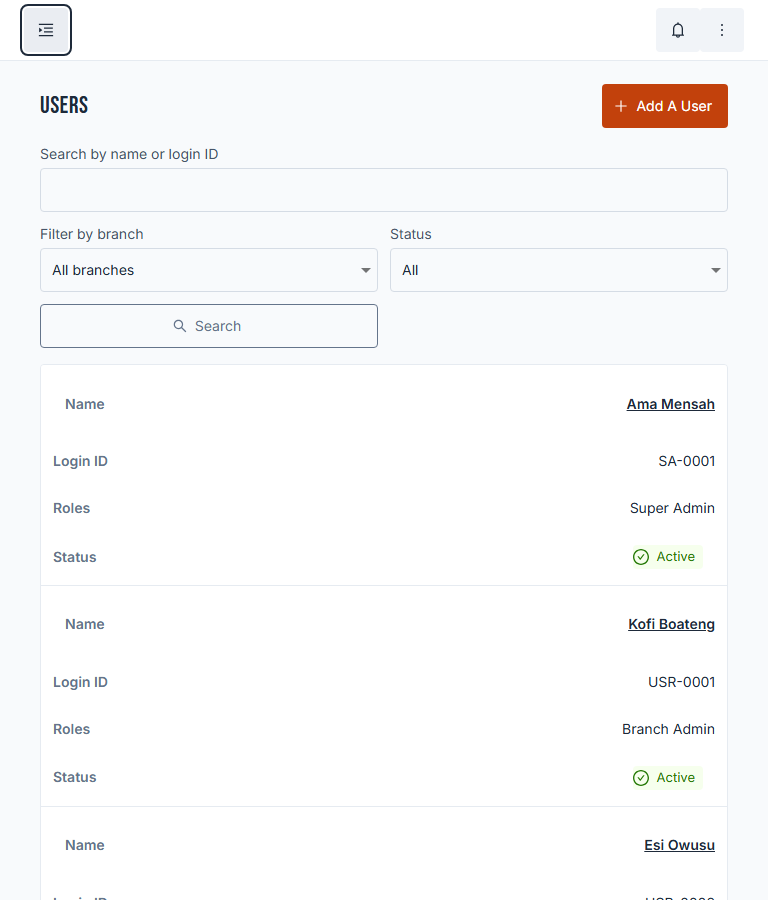 USERS
Add A User
Search by name or login ID
Filter by branch
Status
All branches
All
Search
Name
Ama Mensah
Login ID
SA-0001
Roles
Super Admin
Status
Active
Name
Kofi Boateng
Login ID
USR-0001
Roles
Branch Admin
Status
Active
Name
Esi Owusu